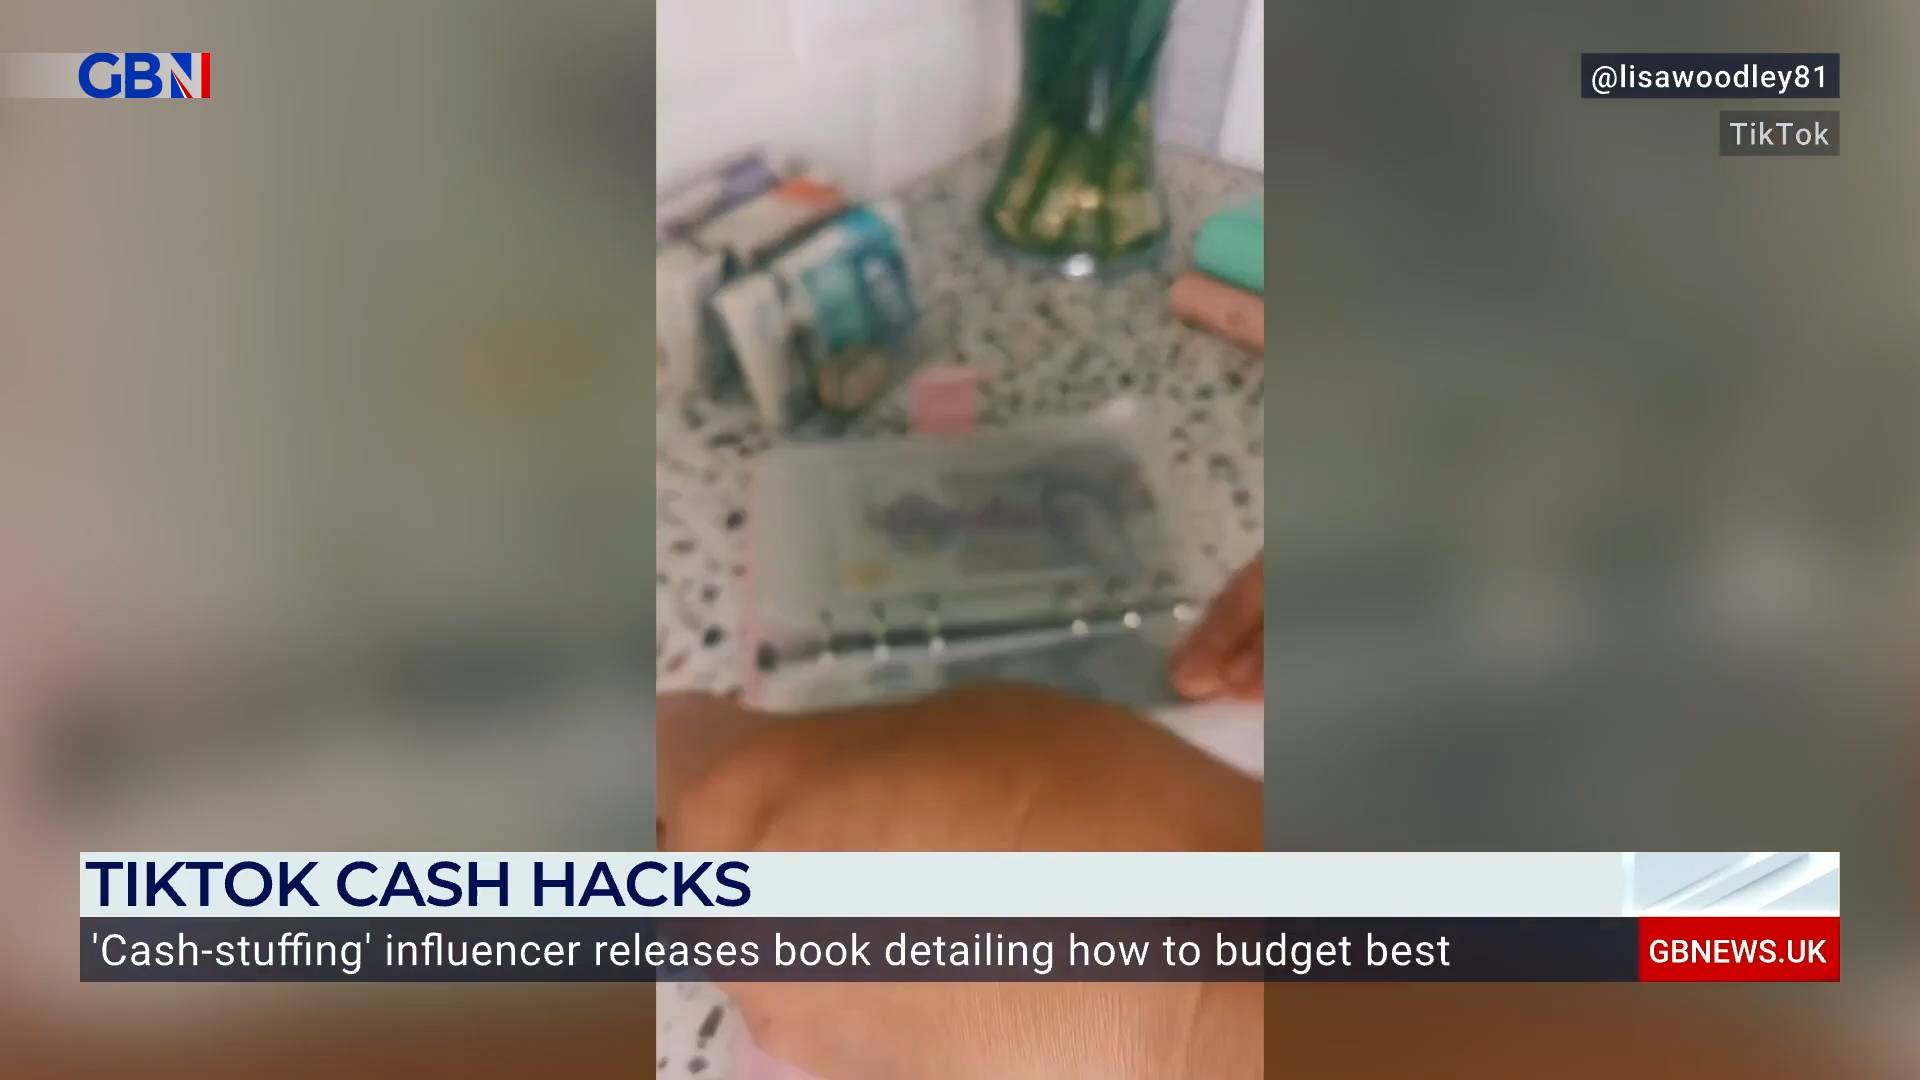 GBN
@lisawoodley81
TikTok
TIKTOK CASH HACKS
'Cash-stuffing' influencer releases book detailing how to budget best
GBNEWS.UK